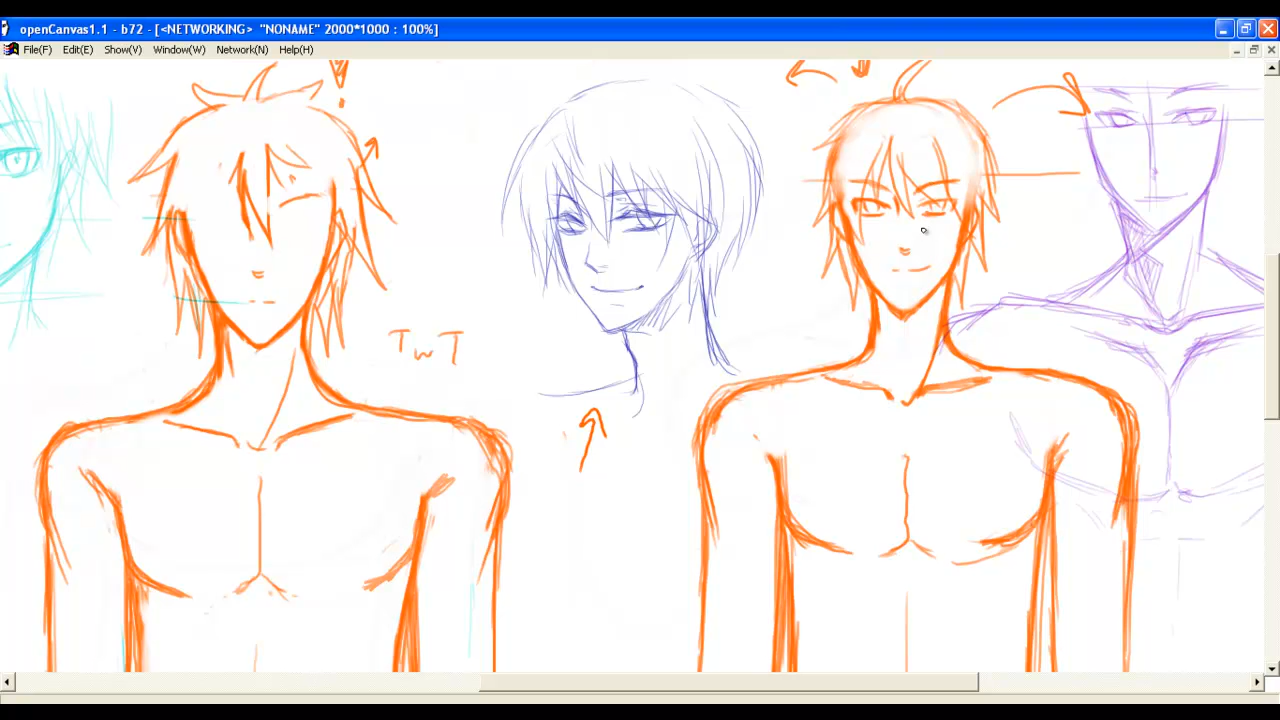 openCanvas1.1 - b72 - [<NETWORKING> "NONAME" 2000*1000 : 100%]
File(F) Edit(E) Show(V) Window(W) Network(N) Help(H)
TwT